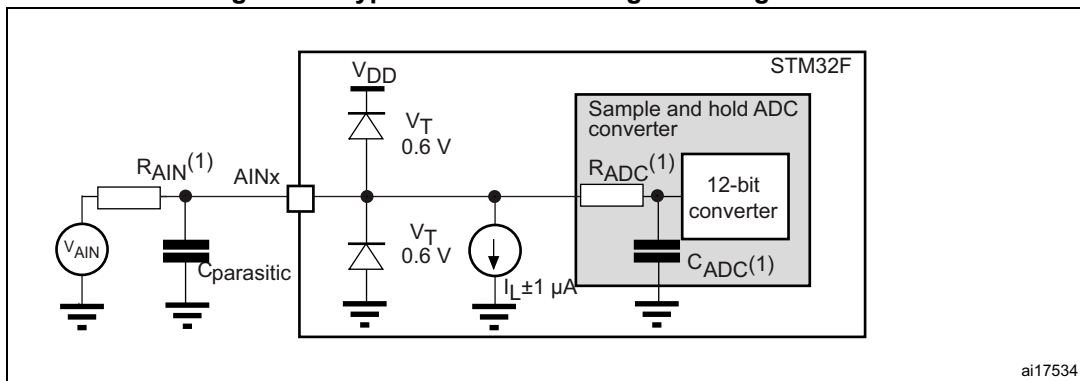 STM32F
VDD
Sample and hold ADC
converter
VT
0.6 V
RAIN(1)
AINx
RADC(1)
12-bit
converter
VAIN
Cparasitic
VT
0.6 V
IL±1 µA
CADC(1)
ai17534